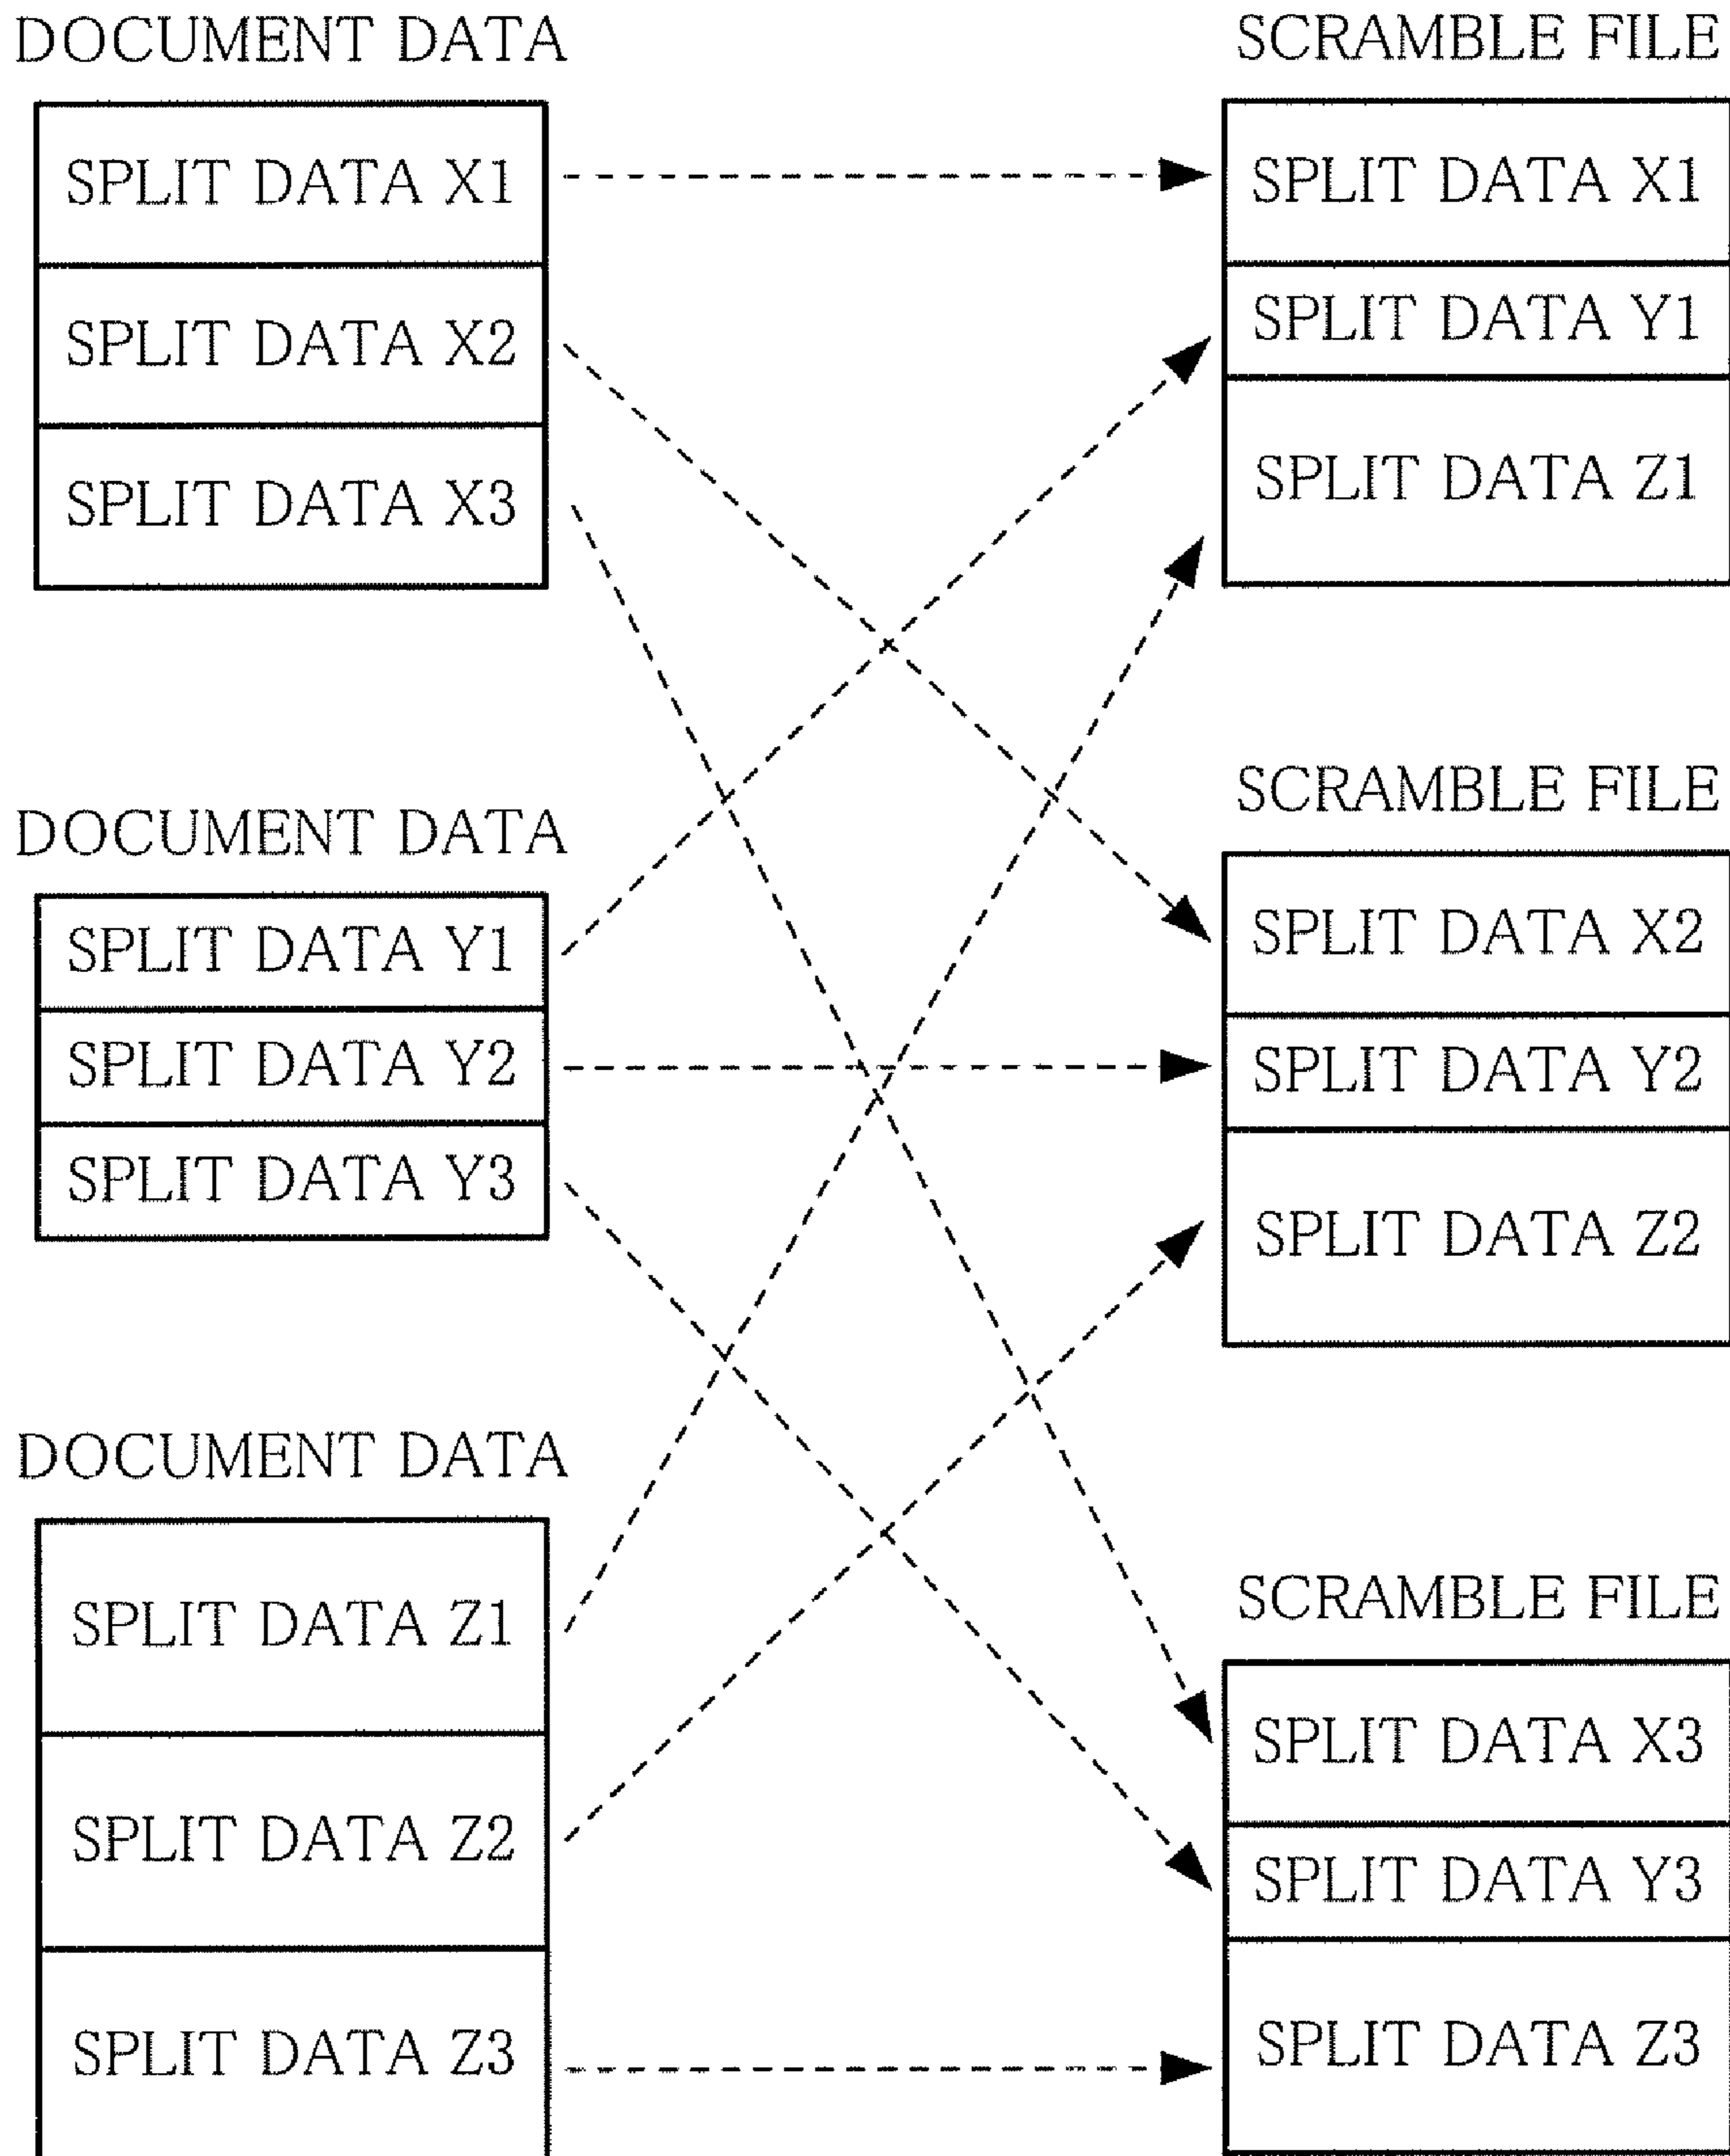 DOCUMENT DATA
SPLIT DATA X1
SPLIT DATA X2
SPLIT DATA X3
DOCUMENT DATA
SPLIT DATA Y1
SPLIT DATA Y2
SPLIT DATA Y3
DOCUMENT DATA
SPLIT DATA Z1
SPLIT DATA Z2
SPLIT DATA Z3
SCRAMBLE FILE
SPLIT DATA X1
SPLIT DATA Y1
SPLIT DATA Z1
SCRAMBLE FILE
SPLIT DATA X2
SPLIT DATA Y2
SPLIT DATA Z2
SCRAMBLE FILE
SPLIT DATA X3
SPLIT DATA Y3
SPLIT DATA Z3